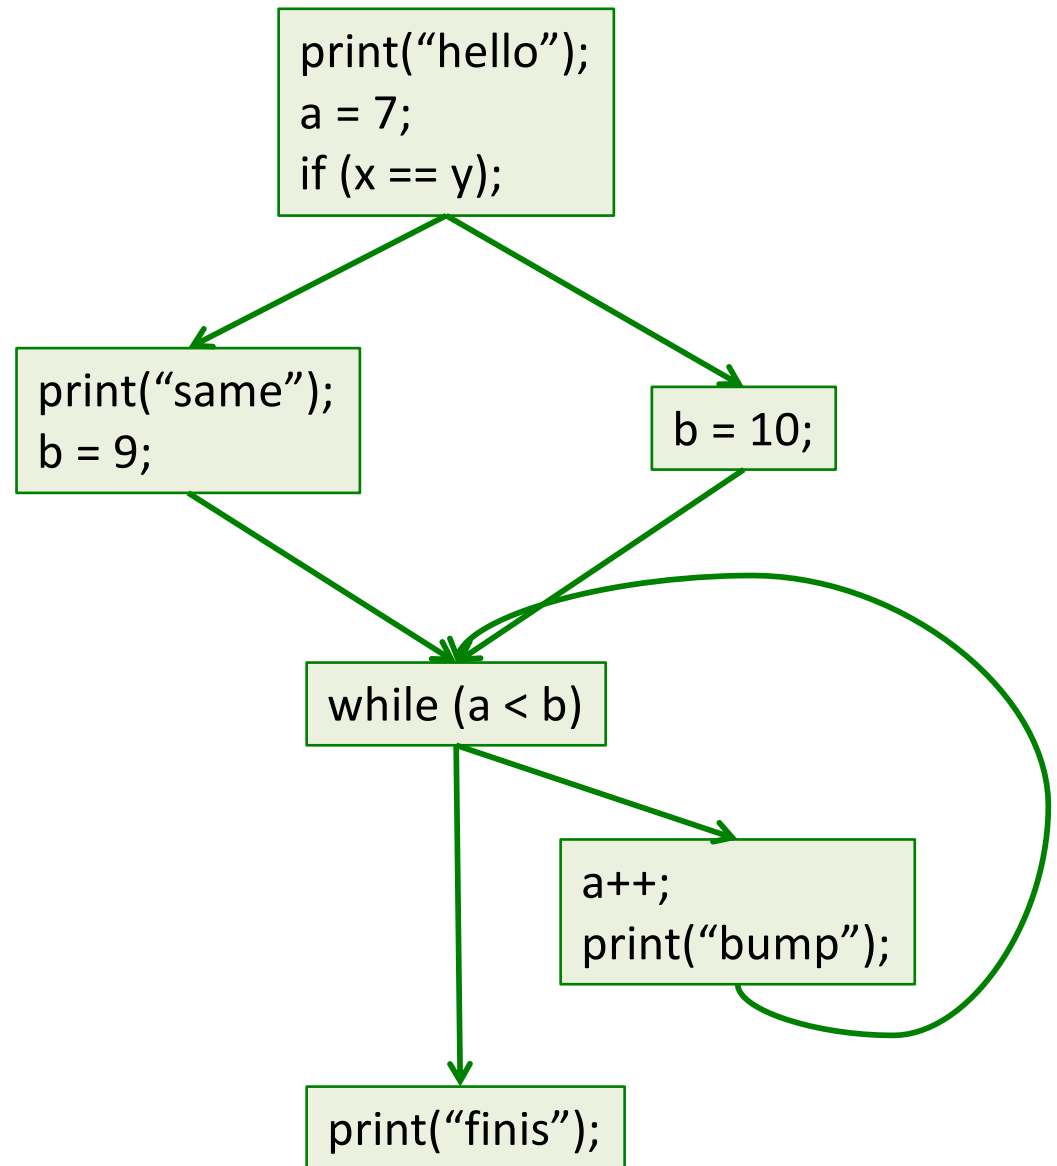 print(“hello”);
a = 7;
if (x == y);
print(“same”);
b = 9;
b = 10;
while (a < b)
a++;
print(“bump”);
print(“finis”);